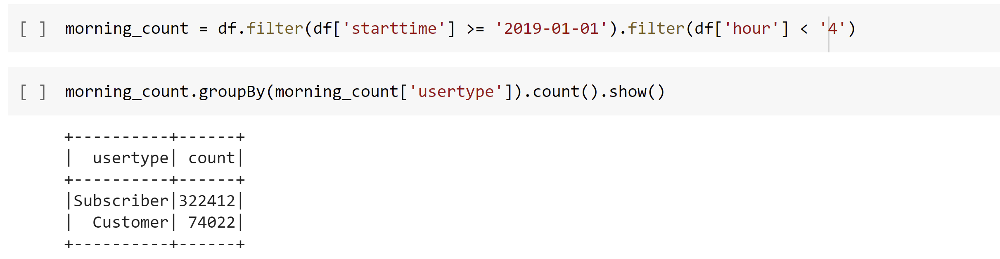 [ ] morning_count = df.filter(df['starttime'] >= '2019-01-01').filter(df['hour'] < '4')
[ ] morning_count.groupBy(morning_count['usertype']).count().show()
+----------+------+
|  usertype| count|
+----------+------+
|Subscriber|322412|
|  Customer| 74022|
+----------+------+